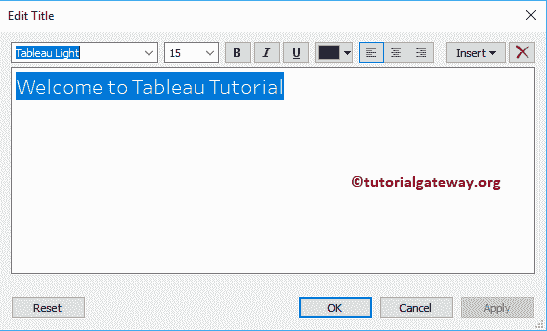 Edit Title
Tableau Light 15 B I U Insert
Welcome to Tableau Tutorial
©tutorialgateway.org
Reset OK Cancel Apply